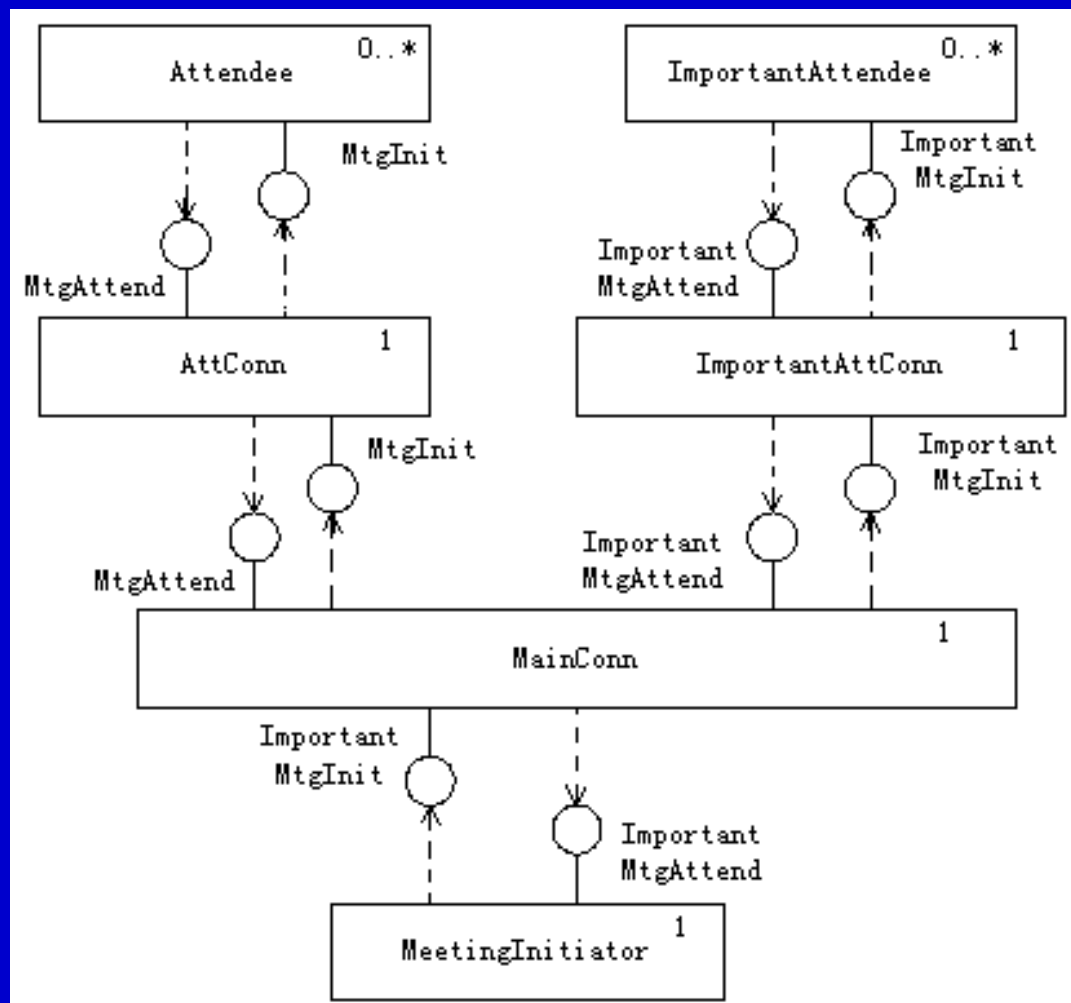 0..*
Attendee
0..*
ImportantAttendee
MtgInit
Important
MtgInit
MtgAttend
Important
MtgAttend
1
AttConn
1
ImportantAttConn
MtgInit
Important
MtgInit
MtgAttend
Important
MtgAttend
1
MainConn
Important
MtgInit
Important
MtgAttend
1
MeetingInitiator